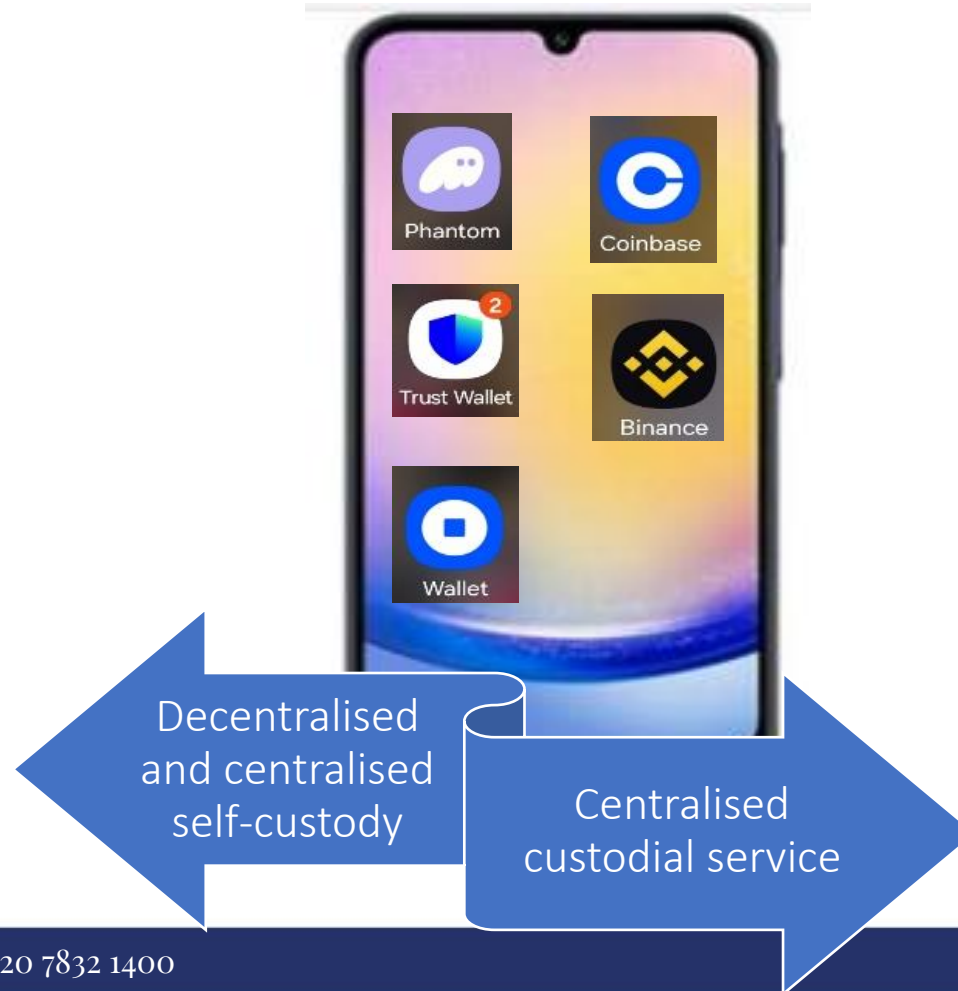 Phantom
Coinbase
2
Trust Wallet
Binance
Wallet
Decentralised
and centralised
self-custody
Centralised
custodial service
20 7832 1400